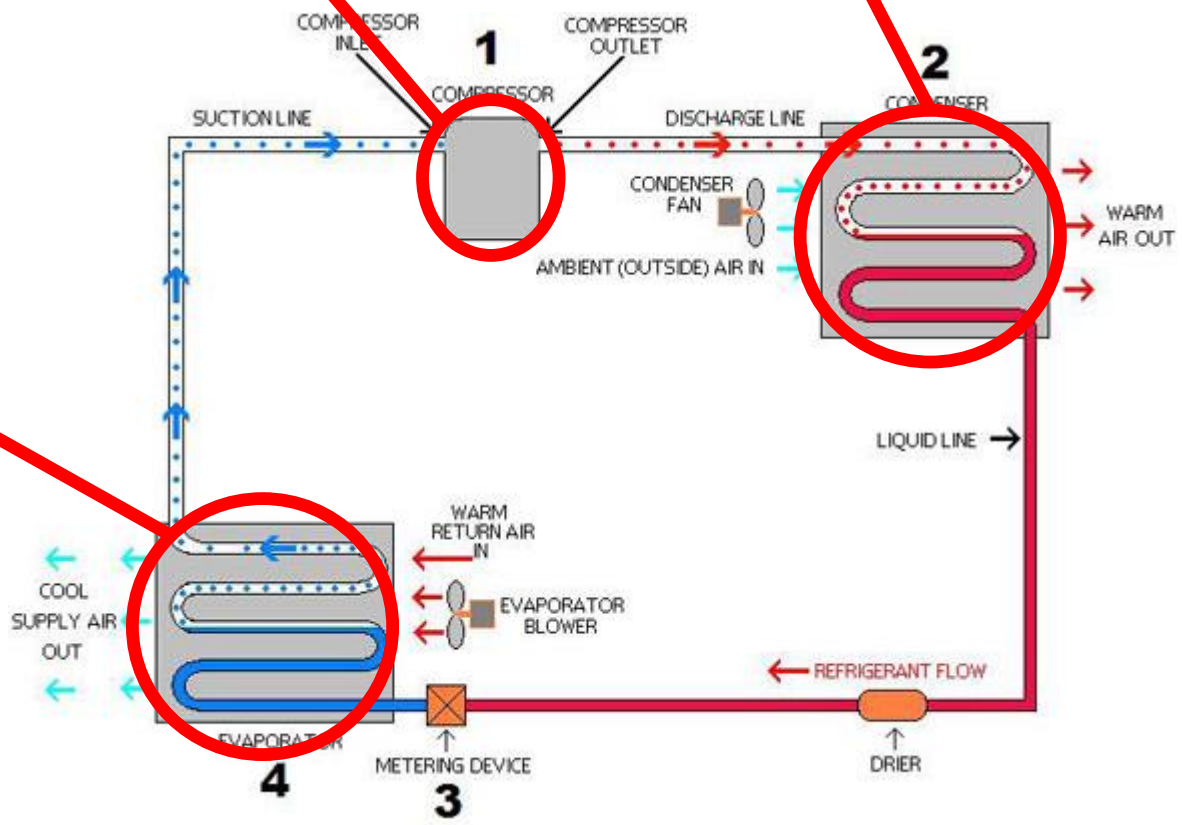 COMPRESSOR
INLET
1
COMPRESSOR
OUTLET
2
COMPRESSOR
CONDENSER
SUCTION LINE
DISCHARGE LINE
CONDENSER
FAN
WARM
AIR OUT
AMBIENT (OUTSIDE) AIR IN
LIQUID LINE
WARM
RETURN AIR
IN
COOL
SUPPLY AIR
OUT
EVAPORATOR
BLOWER
REFRIGERANT FLOW
EVAPORATOR
4
METERING DEVICE
3
DRIER